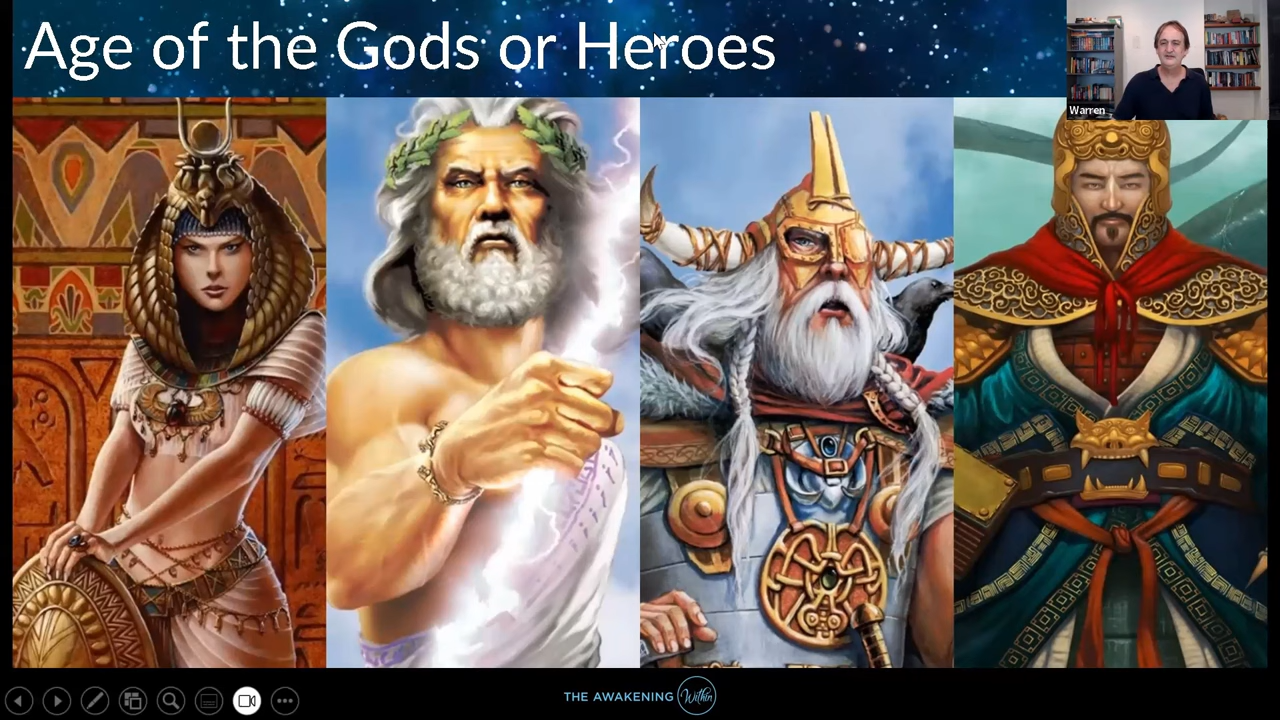 Age of the Gods or Heroes
Warren
THE AWAKENING Within